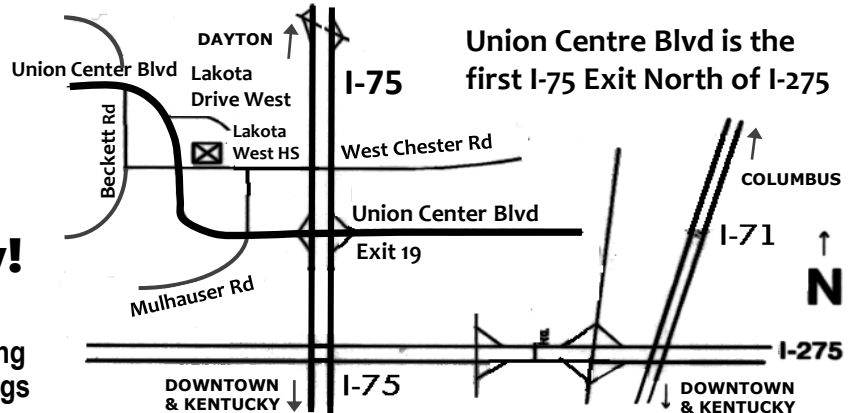 Union Centre Blvd is the
first I-75 Exit North of I-275
DAYTON
Union Center Blvd
Lakota
Drive West
I-75
Beckett Rd
Lakota
West HS
West Chester Rd
COLUMBUS
Union Center Blvd
I-71
Exit 19
N
Mulhauser Rd
I-275
I-75
DOWNTOWN
& KENTUCKY
DOWNTOWN
& KENTUCKY